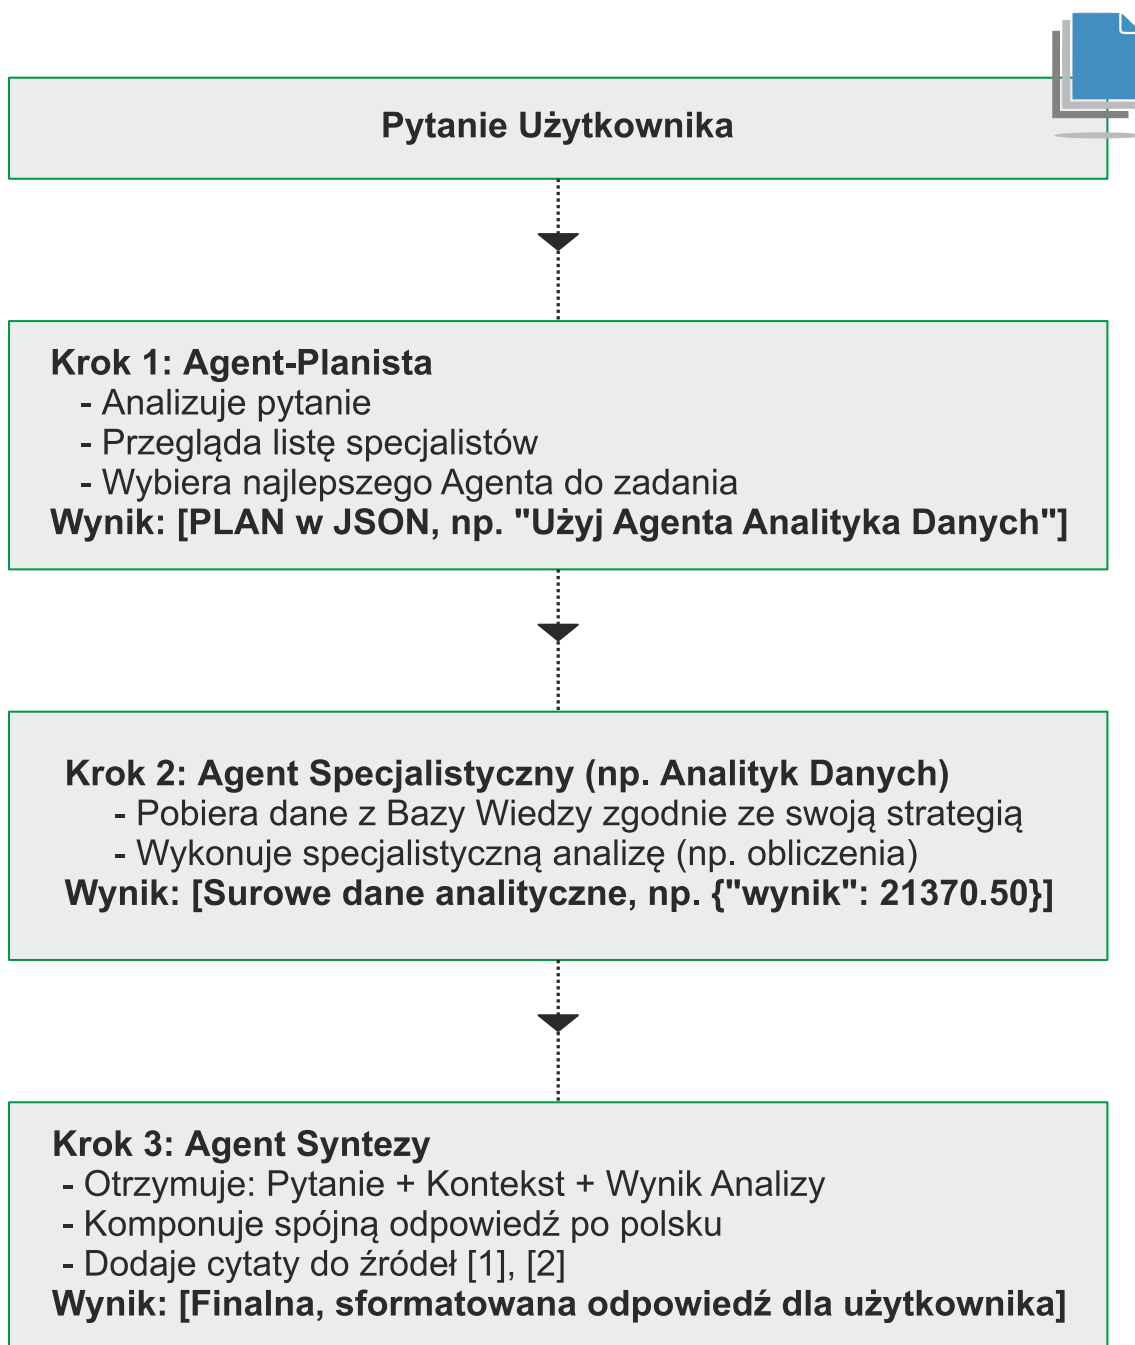 Pytanie Użytkownika
Krok 1: Agent-Planista
- Analizuje pytanie
- Przegląda listę specjalistów
- Wybiera najlepszego Agenta do zadania
Wynik: [PLAN w JSON, np. "Użyj Agenta Analityka Danych"]
Krok 2: Agent Specjalistyczny (np. Analityk Danych)
- Pobiera dane z Bazy Wiedzy zgodnie ze swoją strategią
- Wykonuje specjalistyczną analizę (np. obliczenia)
Wynik: [Surowe dane analityczne, np. {"wynik": 21370.50}]
Krok 3: Agent Syntezy
- Otrzymuje: Pytanie + Kontekst + Wynik Analizy
- Komponuje spójną odpowiedź po polsku
- Dodaje cytaty do źródeł [1], [2]
Wynik: [Finalna, sformatowana odpowiedź dla użytkownika]